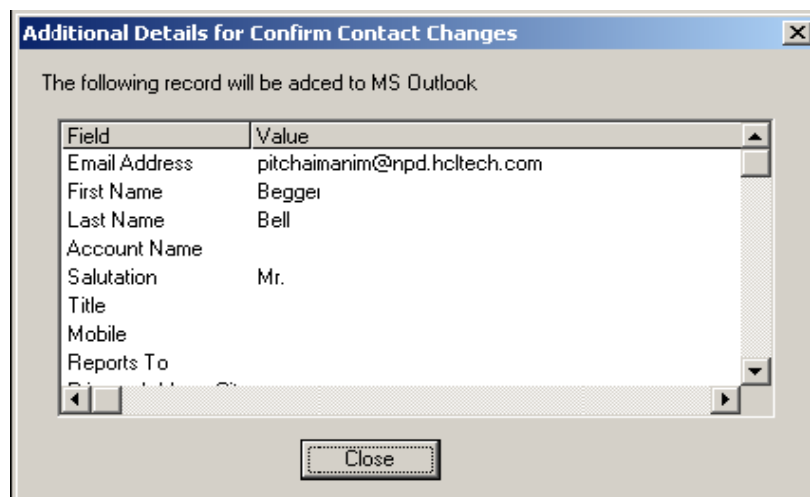 Additional Details for Confirm Contact Changes
The following record will be adced to MS Outlook
Field Value
Email Address pitchaimanim@npd.hcltech.com
First Name Begger
Last Name Bell
Account Name
Salutation Mr.
Title
Mobile
Reports To
Close